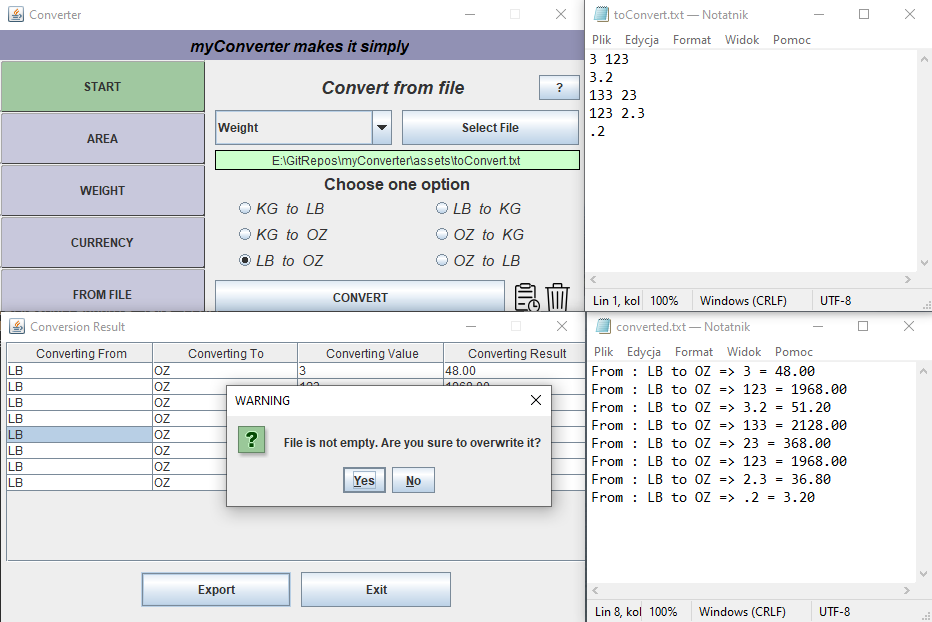 Converter
myConverter makes it simply
START
AREA
WEIGHT
CURRENCY
FROM FILE
Convert from file
?
Weight
Select File
E:\GitRepos\myConverter\assets\toConvert.txt
Choose one option
KG to LB
LB to KG
KG to OZ
OZ to KG
LB to OZ
OZ to LB
CONVERT
toConvert.txt — Notatnik
Plik Edycja Format Widok Pomoc
3 123
3.2
133 23
123 2.3
.2
Lin 1, kol 100% Windows (CRLF) UTF-8
Conversion Result
Converting From Converting To Converting Value Converting Result
LB OZ 3 48.00
LB OZ 123 1968.00
LB OZ
LB OZ
LB OZ
LB OZ
LB OZ
LB OZ
WARNING
?
File is not empty. Are you sure to overwrite it?
Yes No
Export Exit
converted.txt — Notatnik
Plik Edycja Format Widok Pomoc
From : LB to OZ => 3 = 48.00
From : LB to OZ => 123 = 1968.00
From : LB to OZ => 3.2 = 51.20
From : LB to OZ => 133 = 2128.00
From : LB to OZ => 23 = 368.00
From : LB to OZ => 123 = 1968.00
From : LB to OZ => 2.3 = 36.80
From : LB to OZ => .2 = 3.20
Lin 8, kol 100% Windows (CRLF) UTF-8